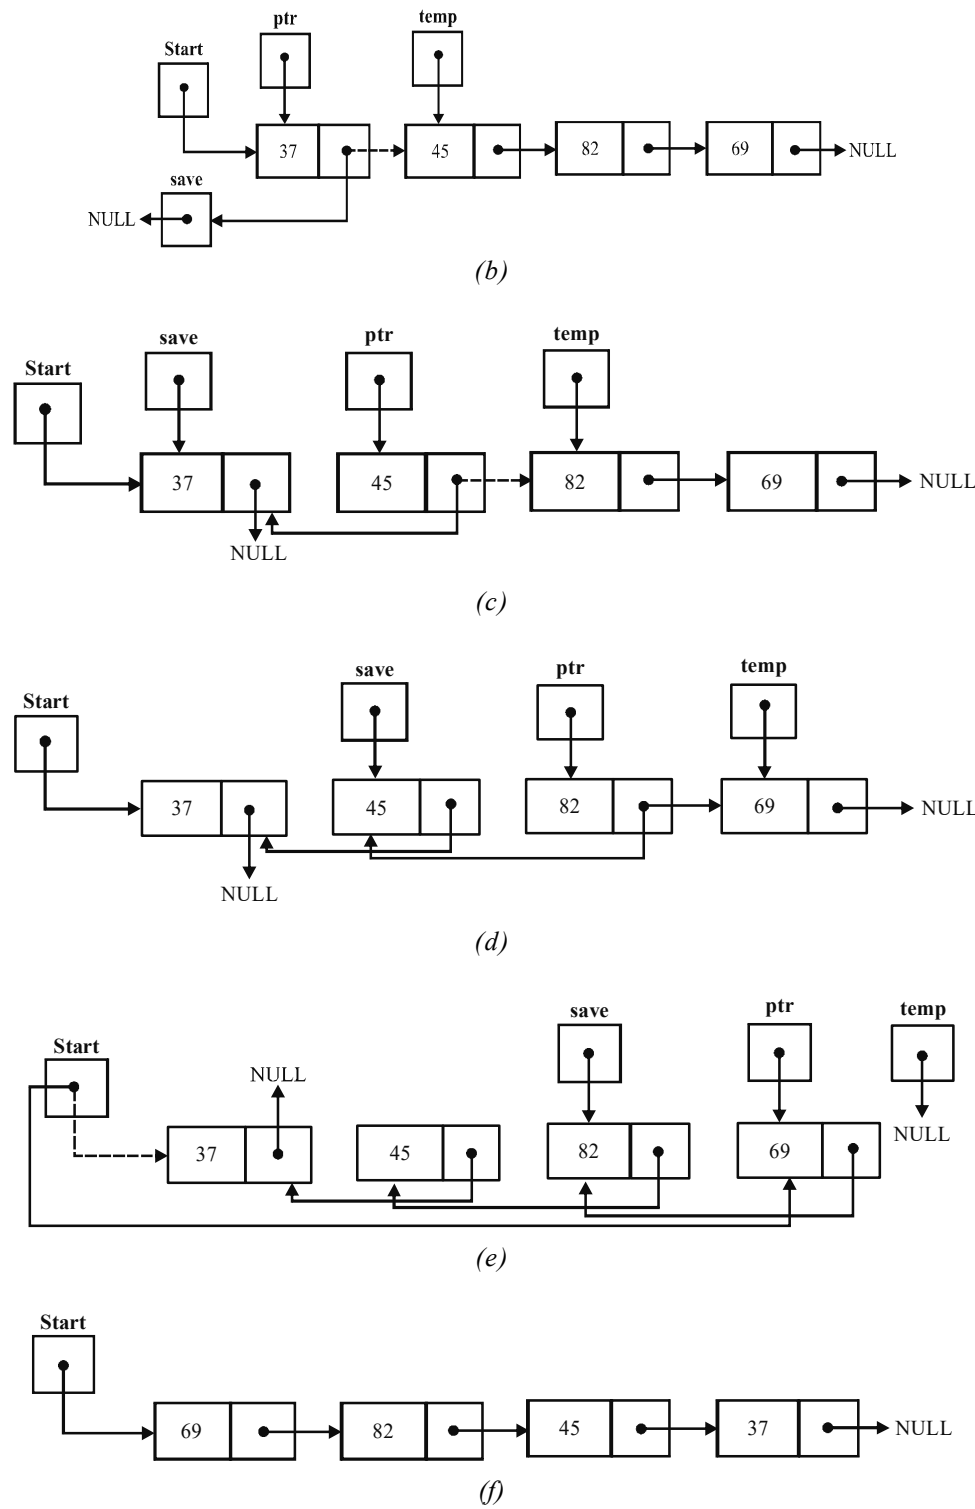 ptr temp
Start
37 45 82 69 NULL
save
NULL
(b)
save ptr temp
Start
37 45 82 69 NULL
NULL
(c)
save ptr temp
Start
37 45 82 69 NULL
NULL
(d)
save ptr temp
Start
NULL
NULL
37 45 82 69
(e)
Start
69 82 45 37 NULL
(f)